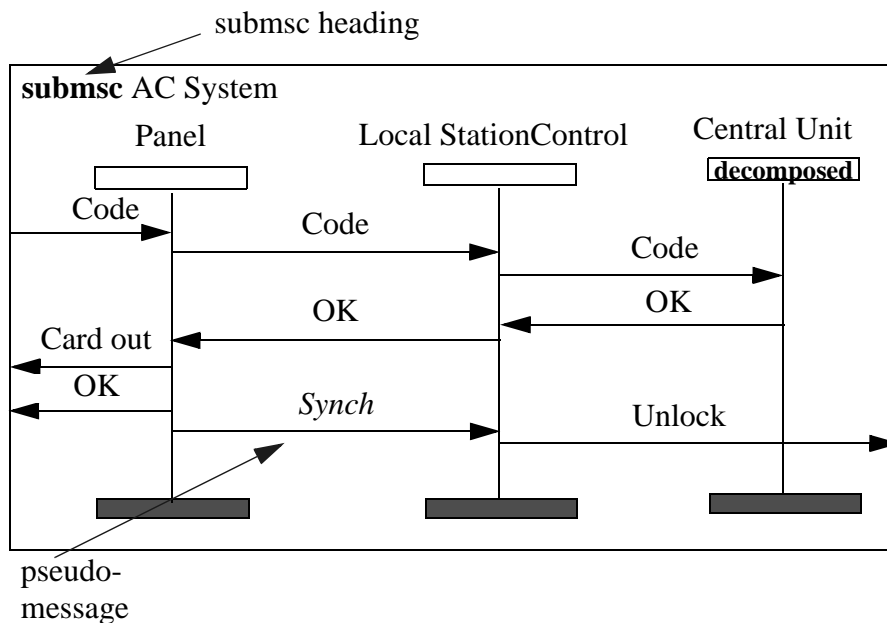 submsc heading
submsc AC System
Panel
Local StationControl
Central Unit
decomposed
Code
Code
Code
OK
OK
Card out
OK
Synch
Unlock
pseudo-
message